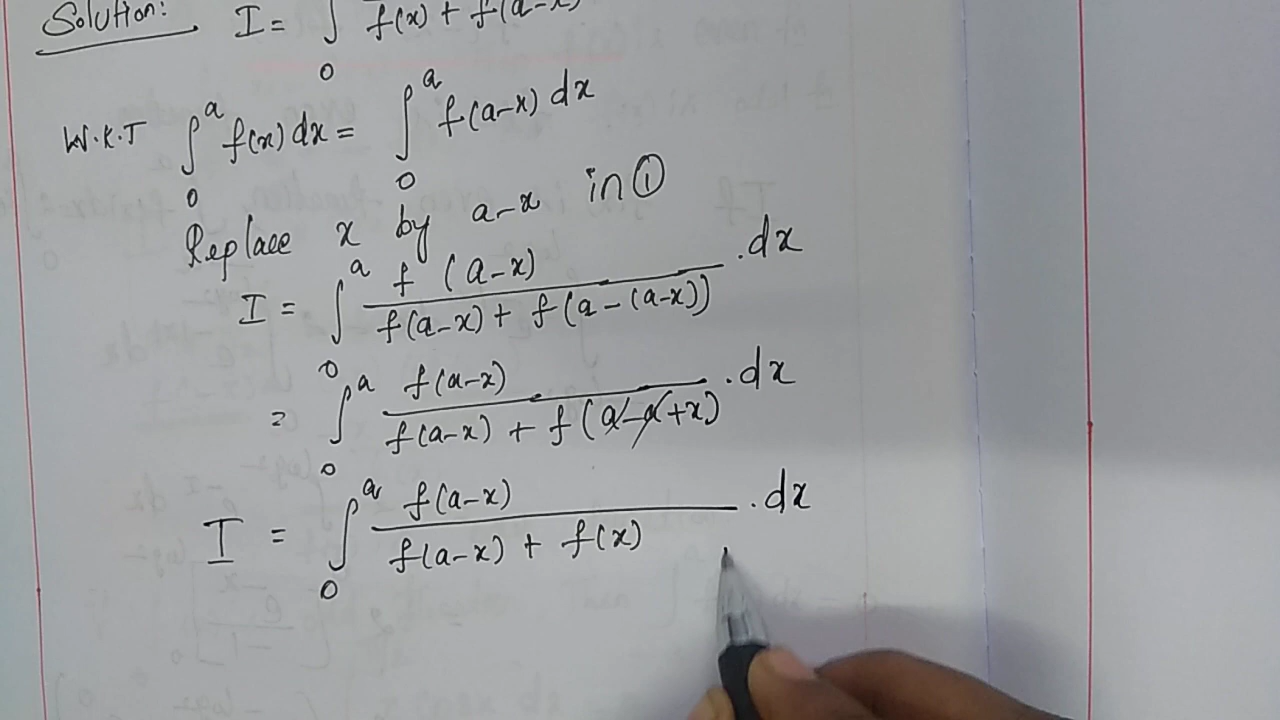 Solution: I = ∫ f(x) + f(a-x)
0
W.K.T ∫₀ᵃ f(x) dx = ∫₀ᵃ f(a-x) dx
Replace x by a-x in ①
I = ∫₀ᵃ f(a-x) / f(a-x) + f(a-(a-x)) . dx
= ∫₀ᵃ f(a-x) / f(a-x) + f(a-a+x) . dx
I = ∫₀ᵃ f(a-x) / f(a-x) + f(x) . dx